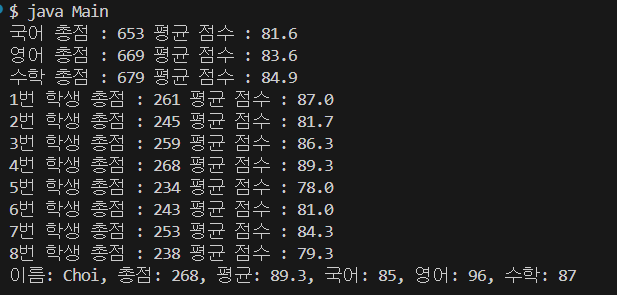 $ java Main
국어 총점 : 653 평균 점수 : 81.6
영어 총점 : 669 평균 점수 : 83.6
수학 총점 : 679 평균 점수 : 84.9
1번 학생 총점 : 261 평균 점수 : 87.0
2번 학생 총점 : 245 평균 점수 : 81.7
3번 학생 총점 : 259 평균 점수 : 86.3
4번 학생 총점 : 268 평균 점수 : 89.3
5번 학생 총점 : 234 평균 점수 : 78.0
6번 학생 총점 : 243 평균 점수 : 81.0
7번 학생 총점 : 253 평균 점수 : 84.3
8번 학생 총점 : 238 평균 점수 : 79.3
이름: Choi, 총점: 268, 평균: 89.3, 국어: 85, 영어: 96, 수학: 87